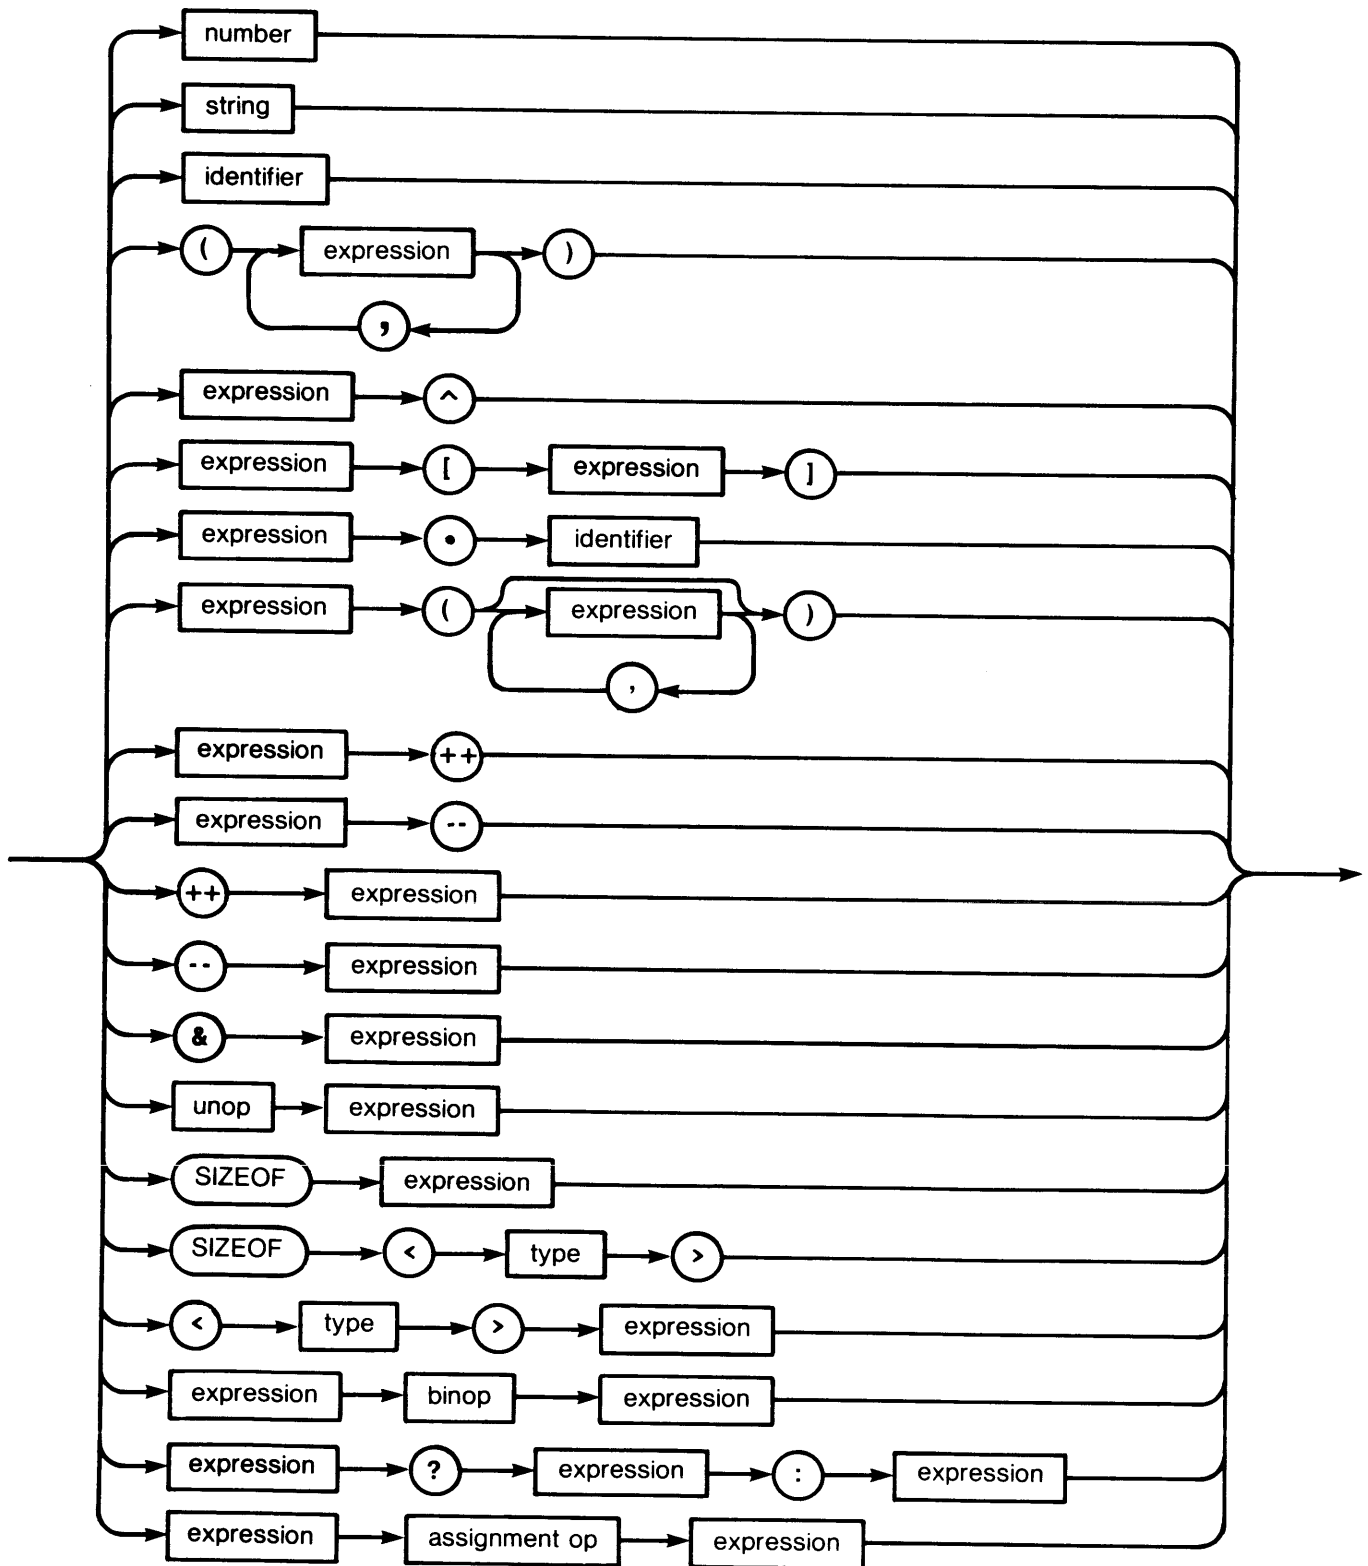 number
string
identifier
( expression )
,
expression ^
expression [ expression ]
expression • identifier
expression ( expression )
,
expression ++
expression --
++ expression
-- expression
& expression
unop expression
SIZEOF expression
SIZEOF < type >
< type > expression
expression binop expression
expression ? expression : expression
expression assignment op expression